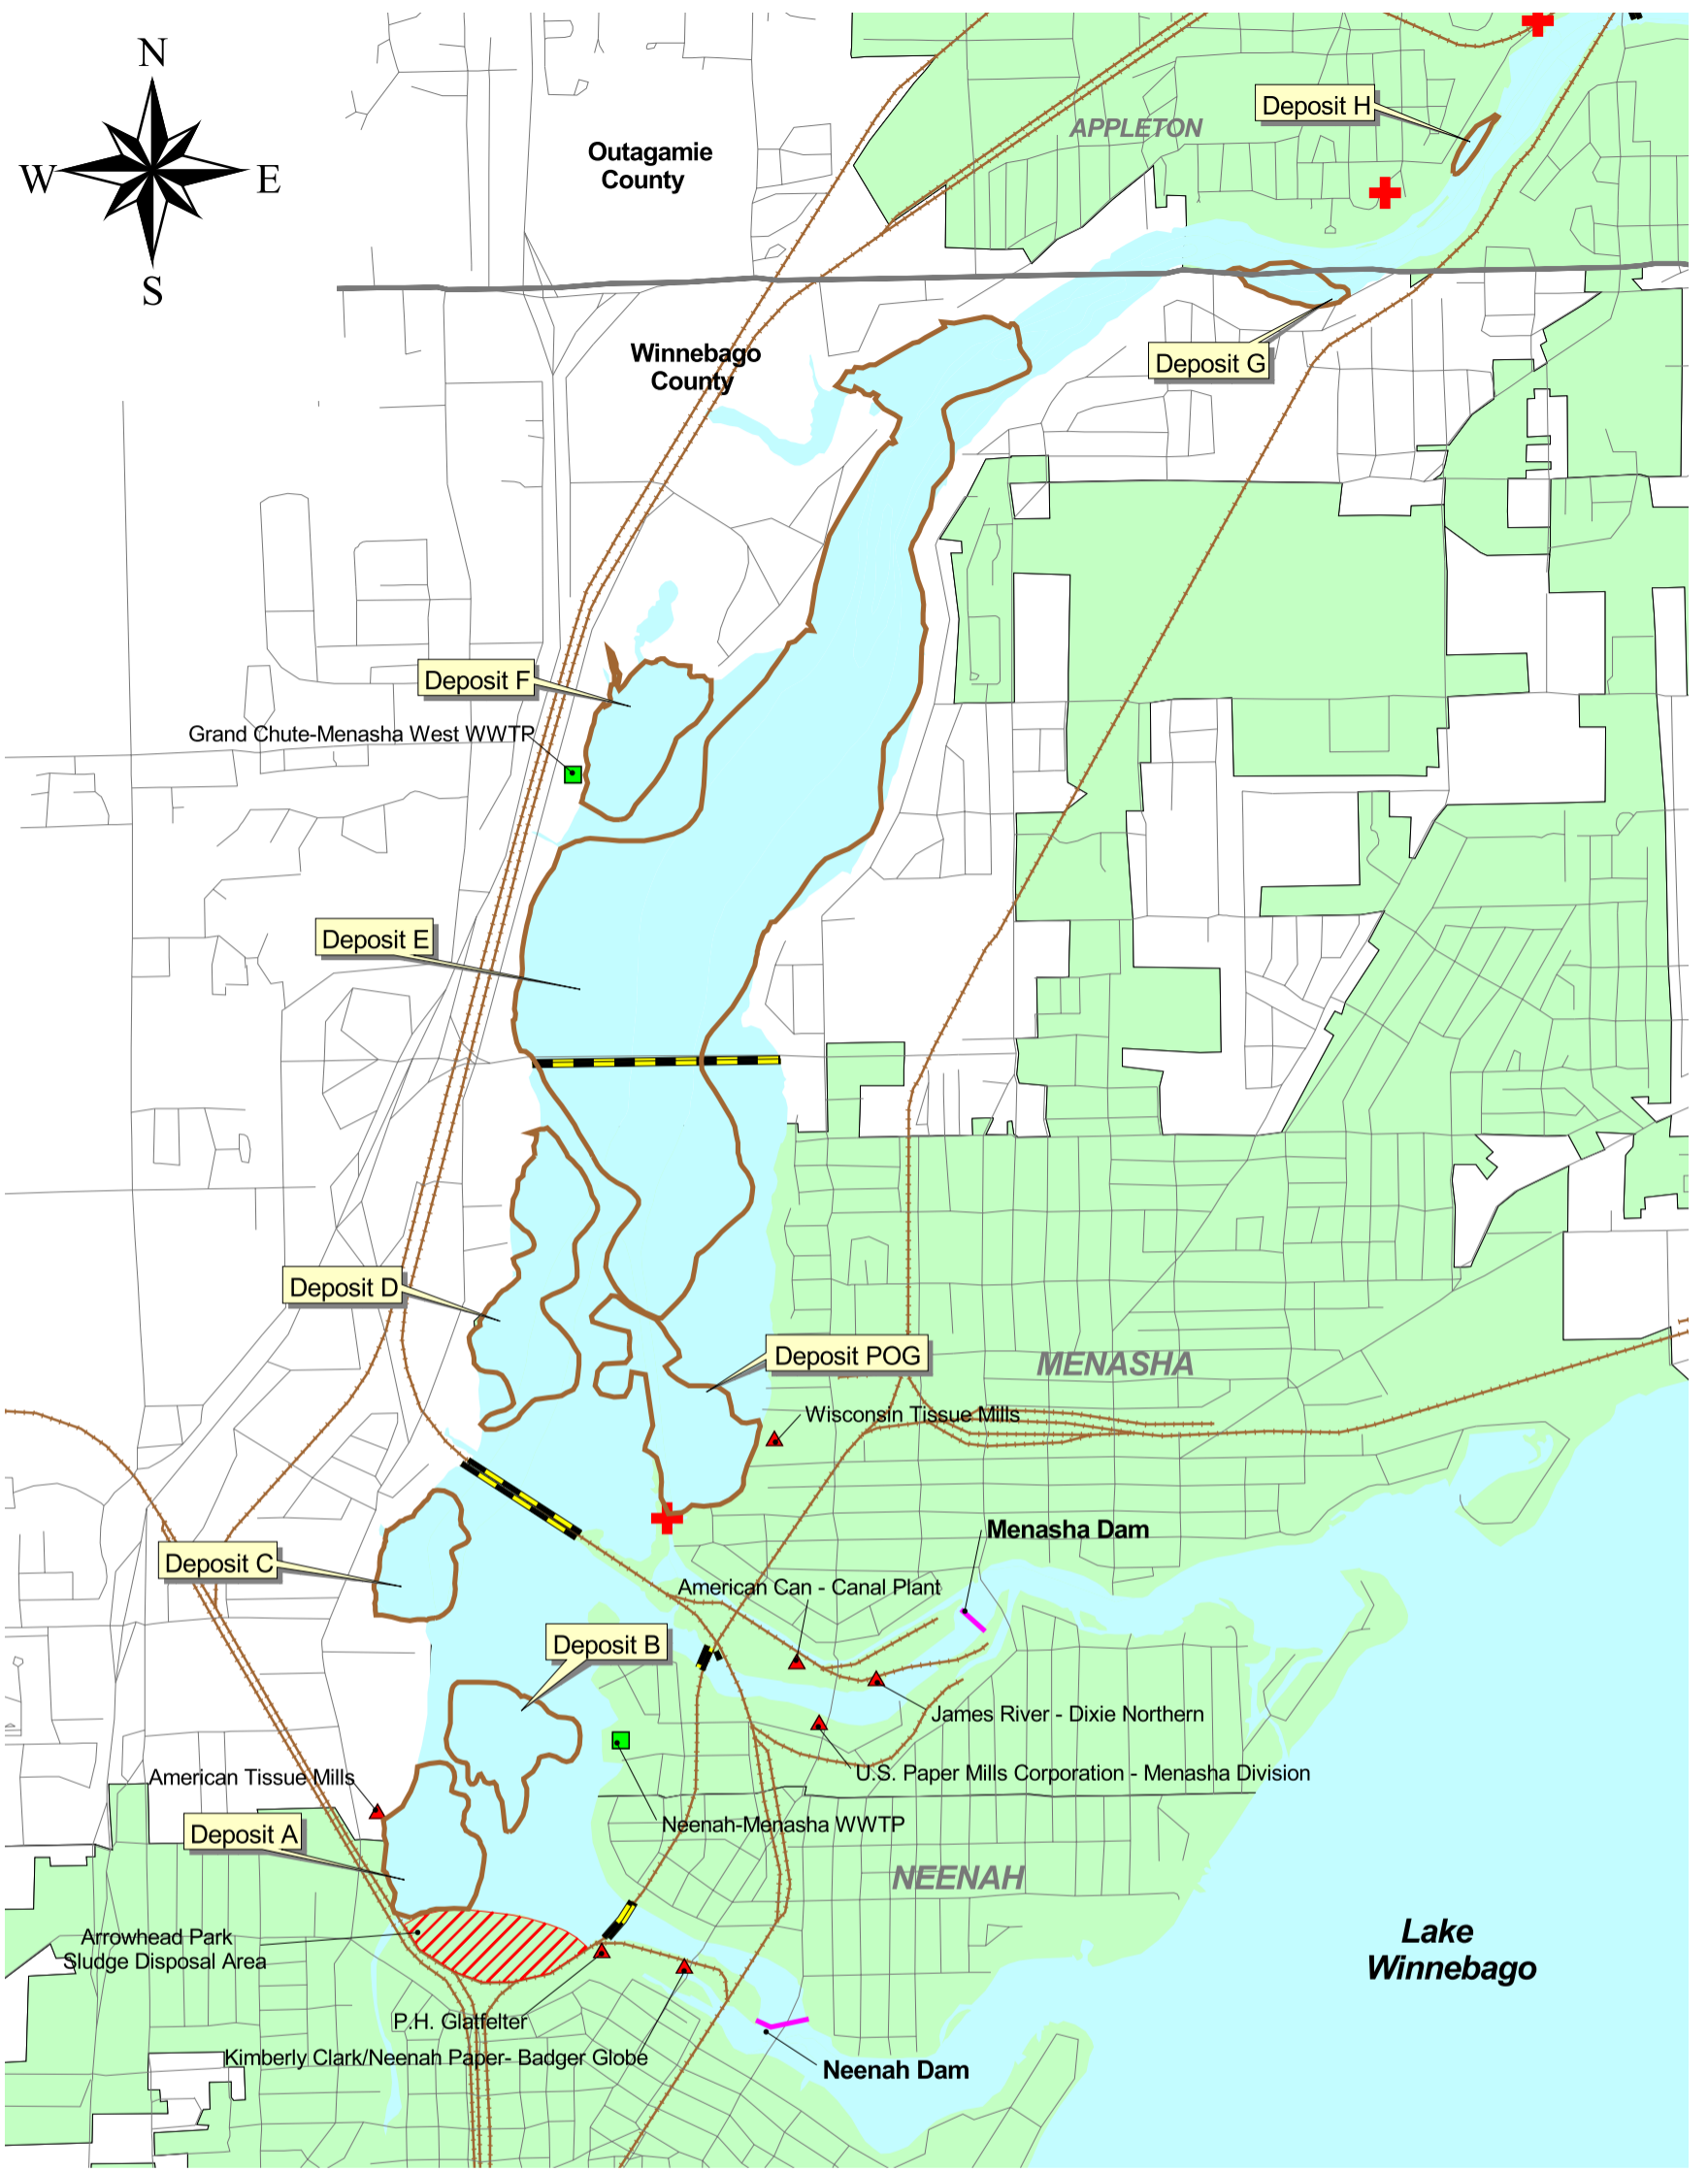 N
Deposit H
APPLETON
Outagamie
County
W
E
S
Winnebago
County
Deposit G
Deposit F
Grand Chute-Menasha West WWTP
Deposit E
Deposit D
Deposit POG
MENASHA
Wisconsin Tissue Mills
Menasha Dam
Deposit C
American Can - Canal Plant
Deposit B
James River - Dixie Northern
U.S. Paper Mills Corporation - Menasha Division
American Tissue Mills
Neenah-Menasha WWTP
Deposit A
NEENAH
Arrowhead Park
Sludge Disposal Area
Lake
Winnebago
P.H. Glatfelter
Kimberly Clark/Neenah Paper- Badger Globe
Neenah Dam